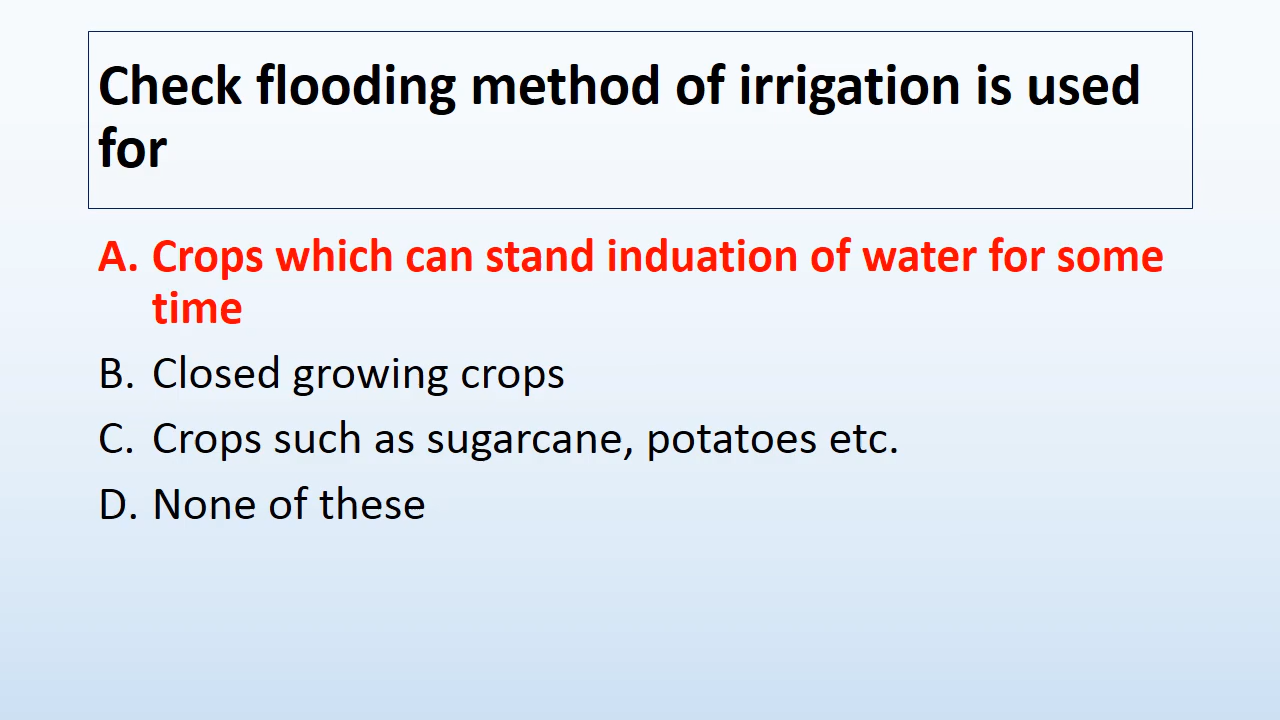 Check flooding method of irrigation is used
for
A. Crops which can stand induation of water for some
time
B. Closed growing crops
C. Crops such as sugarcane, potatoes etc.
D. None of these